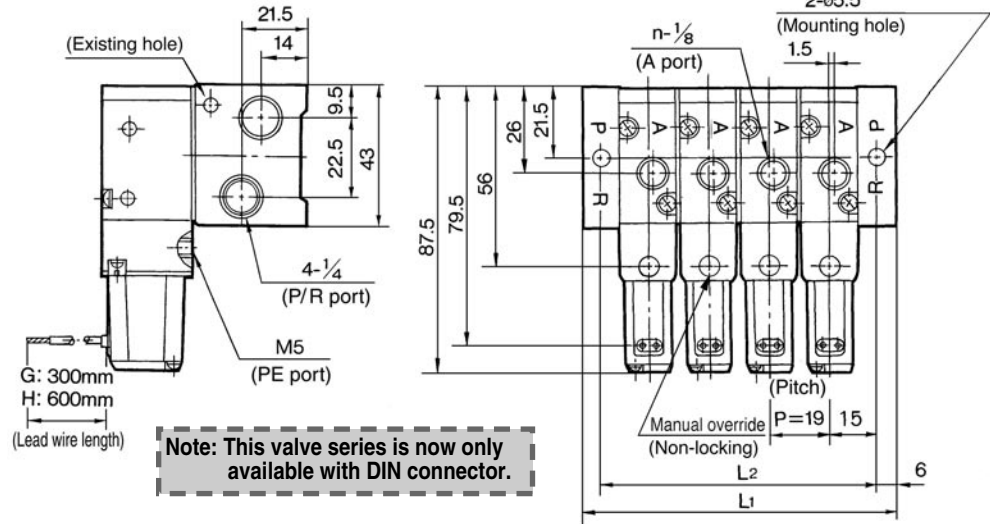 21.5
14
(Existing hole)
9.5
22.5
43
4-¼
(P/R port)
M5
(PE port)
G: 300mm
H: 600mm
(Lead wire length)
Note: This valve series is now only
available with DIN connector.
2-ø5.5
(Mounting hole)
n-⅛
(A port)
1.5
21.5
26
56
79.5
87.5
P A A A A P
R R
(Pitch)
P=19
15
Manual override
(Non-locking)
L2
6
L1